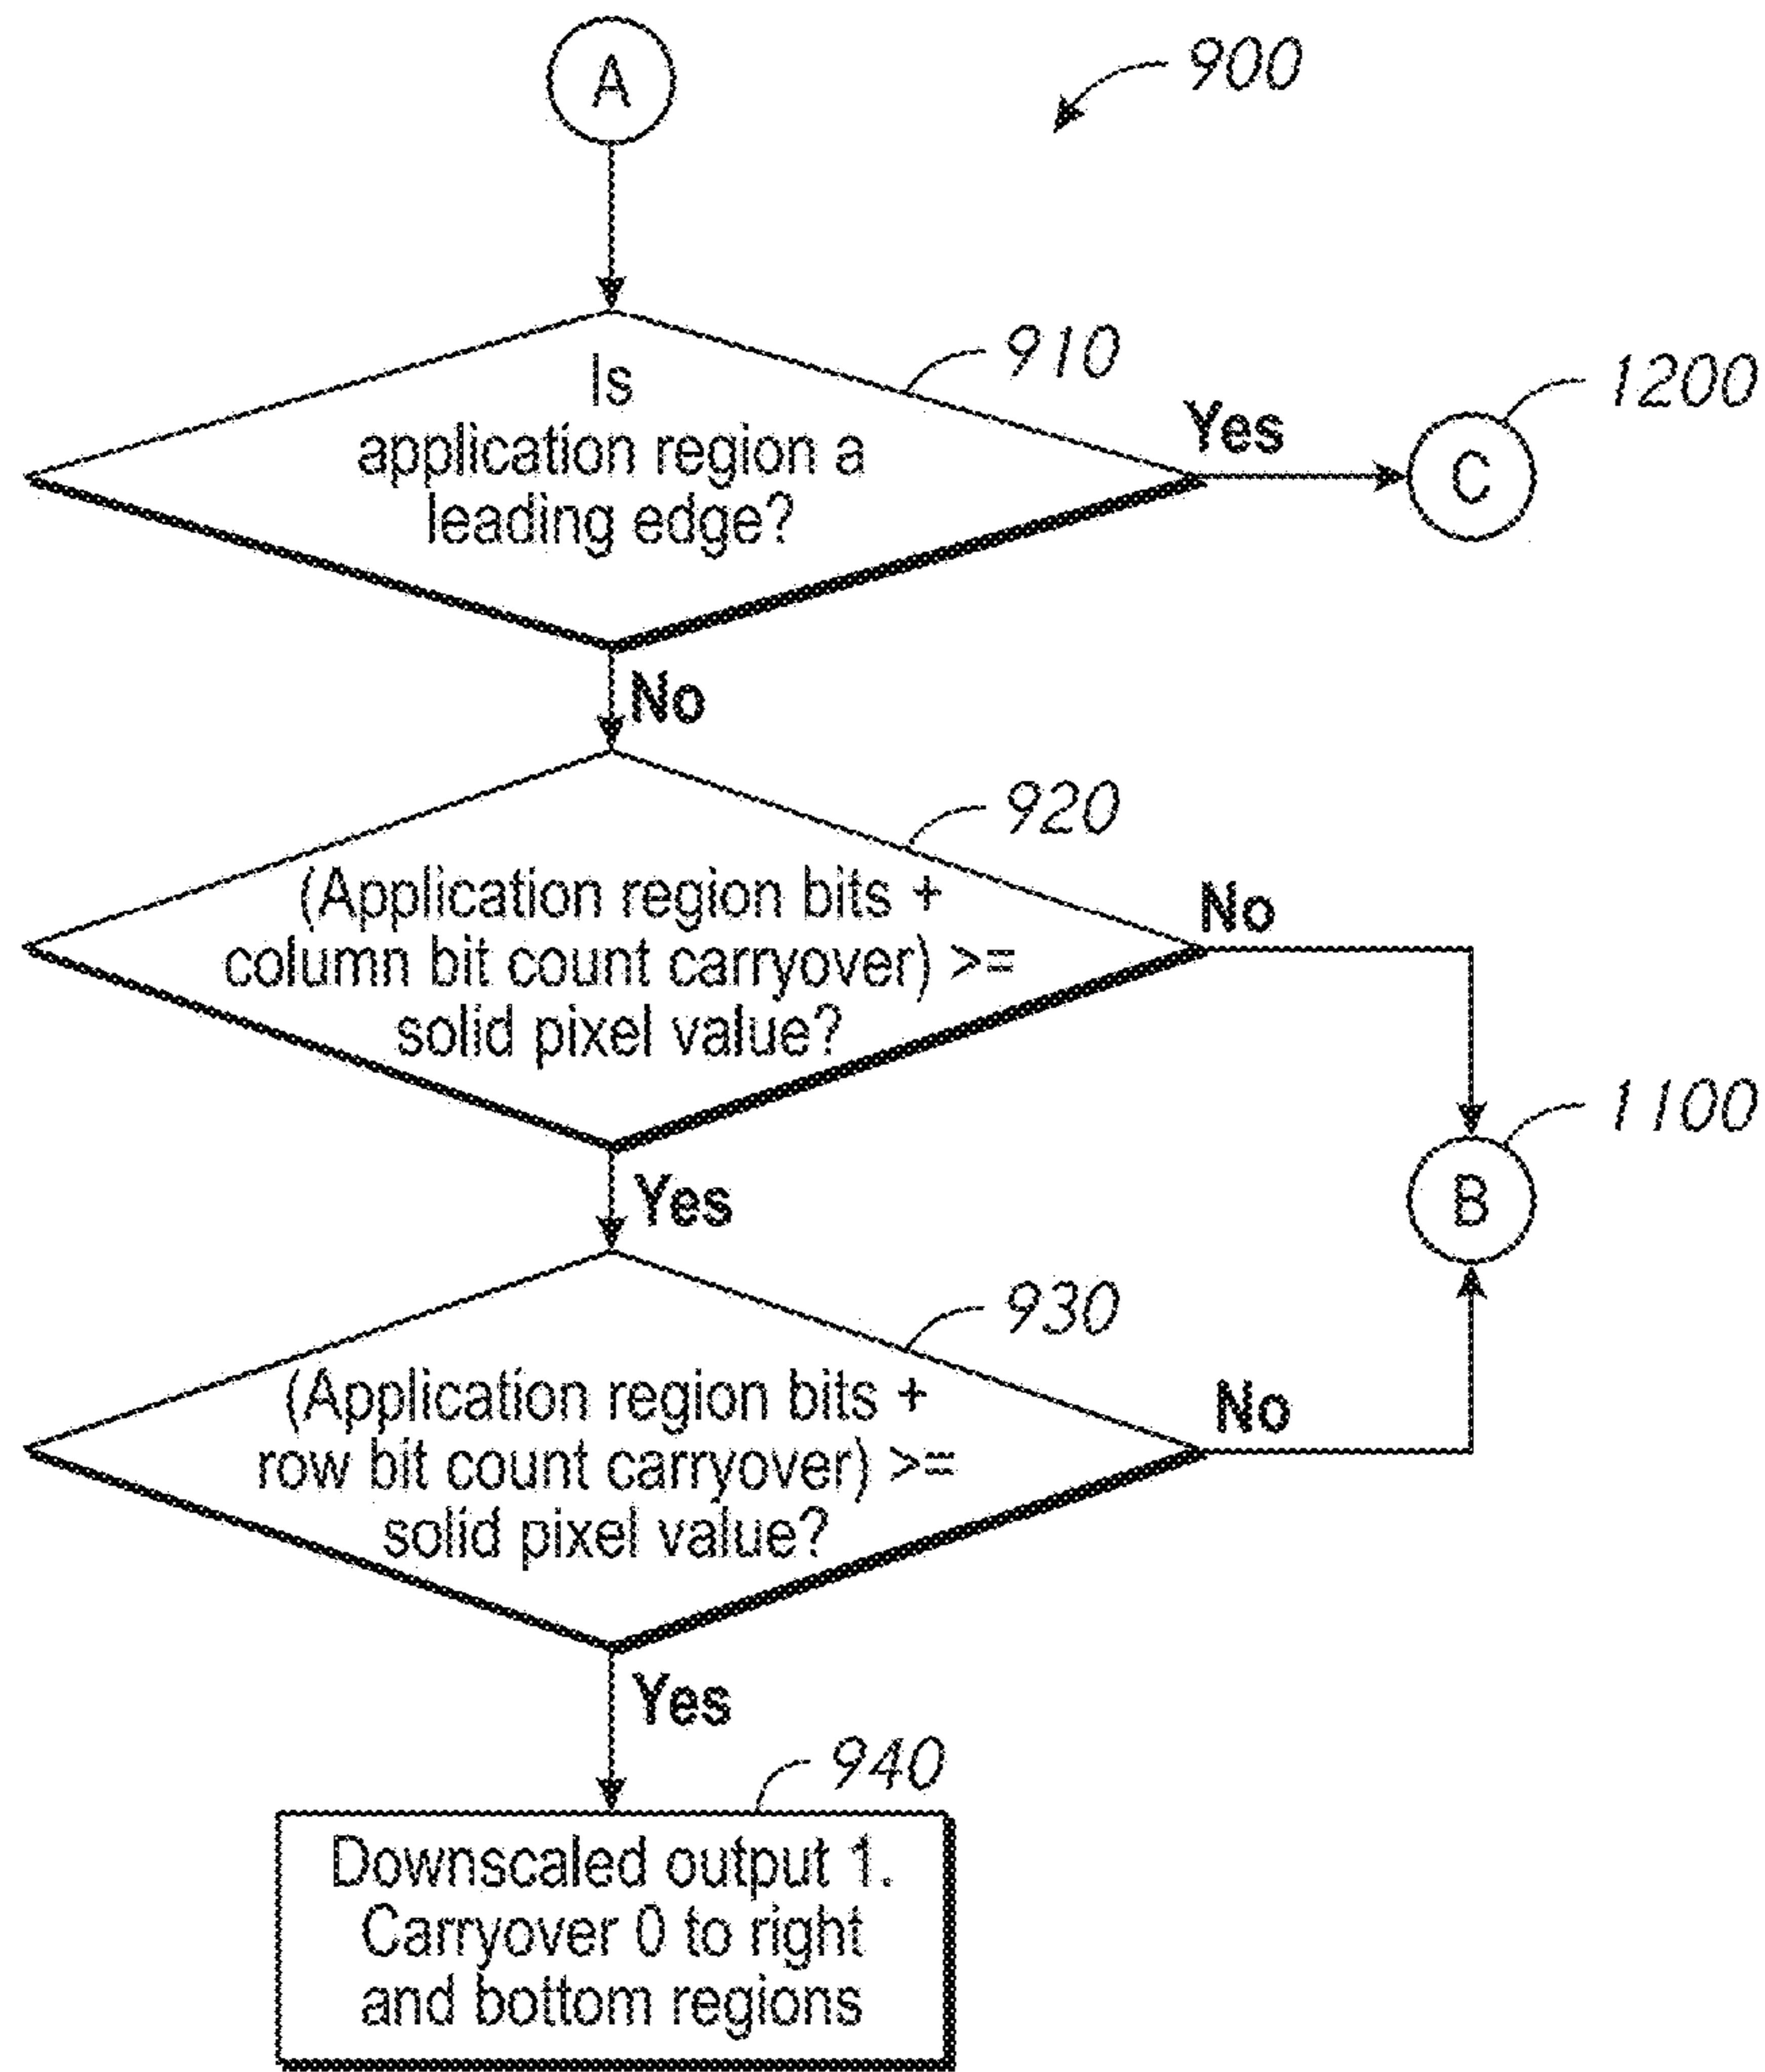 A
900
Is
application region a
leading edge?
910
Yes
1200
C
No
920
(Application region bits +
column bit count carryover) >=
solid pixel value?
No
1100
B
Yes
930
(Application region bits +
row bit count carryover) >=
solid pixel value?
No
Yes
940
Downscaled output 1.
Carryover 0 to right
and bottom regions